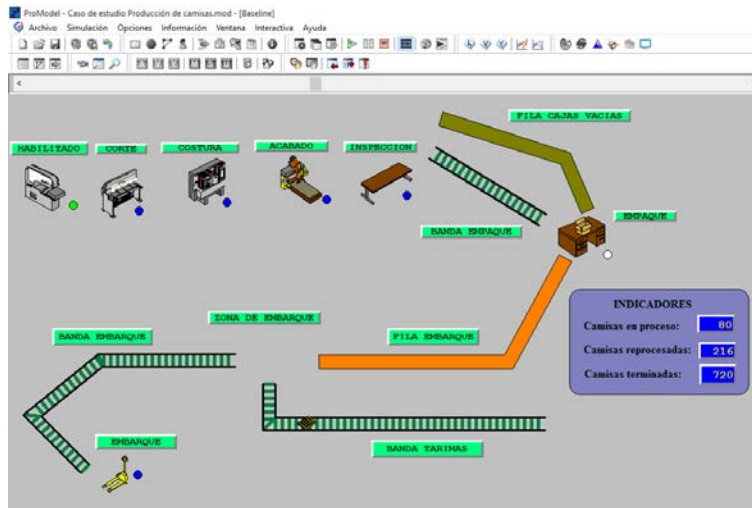 ProModel - Caso de estudio Producción de camisas.mod - [Baseline]
Archivo Simulación Opciones Información Ventana Interactiva Ayuda
FILA CAJAS VACIAS
HABILITADO CORTE COSTURA ACABADO INSPECCION
EMPAQUE
BANDA EMPAQUE
INDICADORES
ZONA DE EMBARQUE
Camisas en proceso: 80
BANDA EMBARQUE FILA EMBARQUE
Camisas reprocesadas: 216
Camisas terminadas: 720
EMBARQUE
BANDA TARIMAS